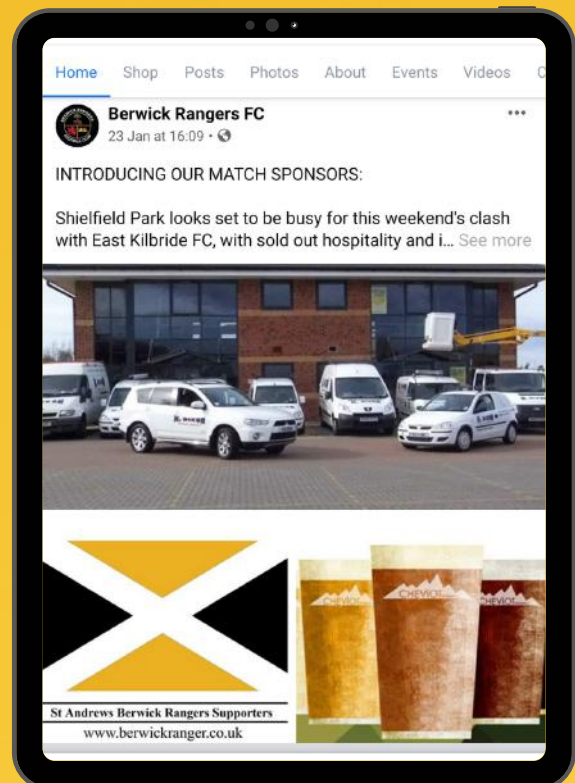 Home Shop Posts Photos About Events Videos
Berwick Rangers FC
23 Jan at 16:09
INTRODUCING OUR MATCH SPONSORS:
Shielfield Park looks set to be busy for this weekend's clash
with East Kilbride FC, with sold out hospitality and i... See more
CHEVIOT
CHEVIOT
CHEVIOT
St Andrews Berwick Rangers Supporters
www.berwickranger.co.uk